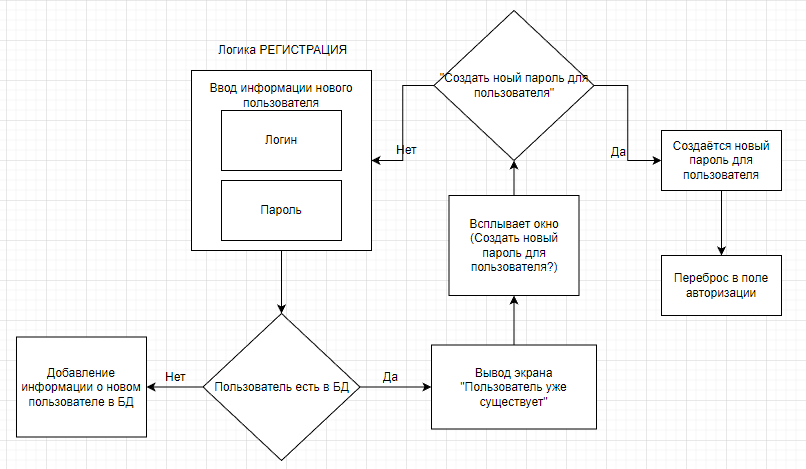 Логика РЕГИСТРАЦИЯ
Ввод информации нового
пользователя
Логин
Пароль
"Создать ноый пароль для
пользователя"
Нет
Да
Создаётся новый
пароль для
пользователя
Всплывает окно
(Создать новый
пароль для
пользователя?)
Переброс в поле
авторизации
Добавление
информации о новом
пользователе в БД
Нет
Пользователь есть в БД
Да
Вывод экрана
"Пользователь уже
существует"